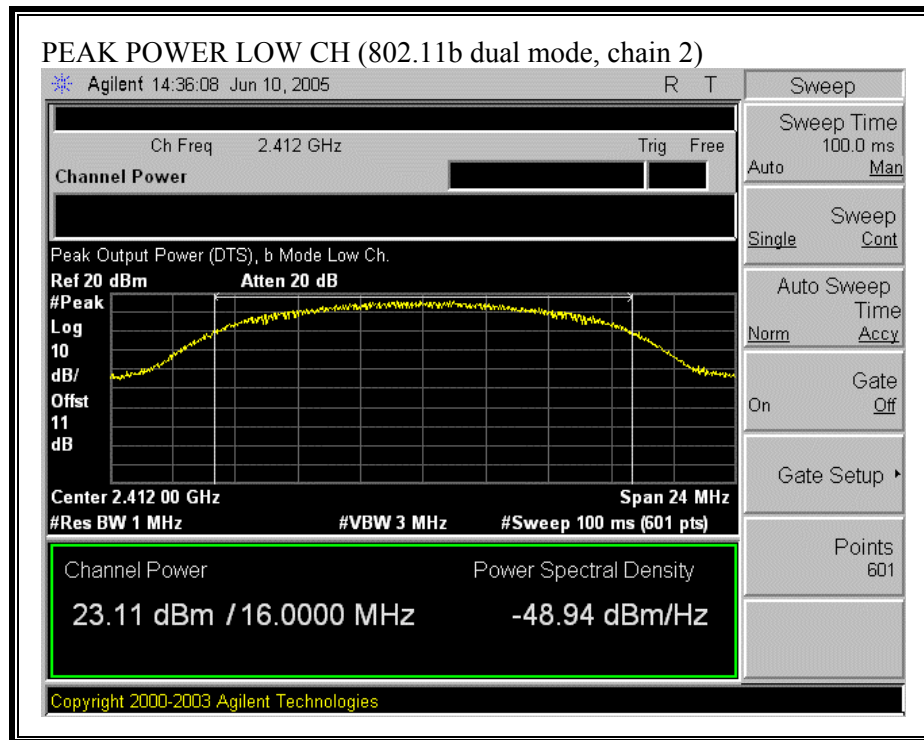 PEAK POWER LOW CH (802.11b dual mode, chain 2)
Agilent 14:36:08 Jun 10, 2005 R T
Ch Freq 2.412 GHz Trig Free
Channel Power
Peak Output Power (DTS), b Mode Low Ch.
Ref 20 dBm Atten 20 dB
#Peak
Log
10
dB/
Offst
11
dB
Center 2.412 00 GHz Span 24 MHz
#Res BW 1 MHz #VBW 3 MHz #Sweep 100 ms (601 pts)
Channel Power Power Spectral Density
23.11 dBm / 16.0000 MHz -48.94 dBm/Hz
Copyright 2000-2003 Agilent Technologies
Sweep
Sweep Time
100.0 ms
Auto Man
Sweep
Single Cont
Auto Sweep
Time
Norm Accy
Gate
On Off
Gate Setup
Points
601